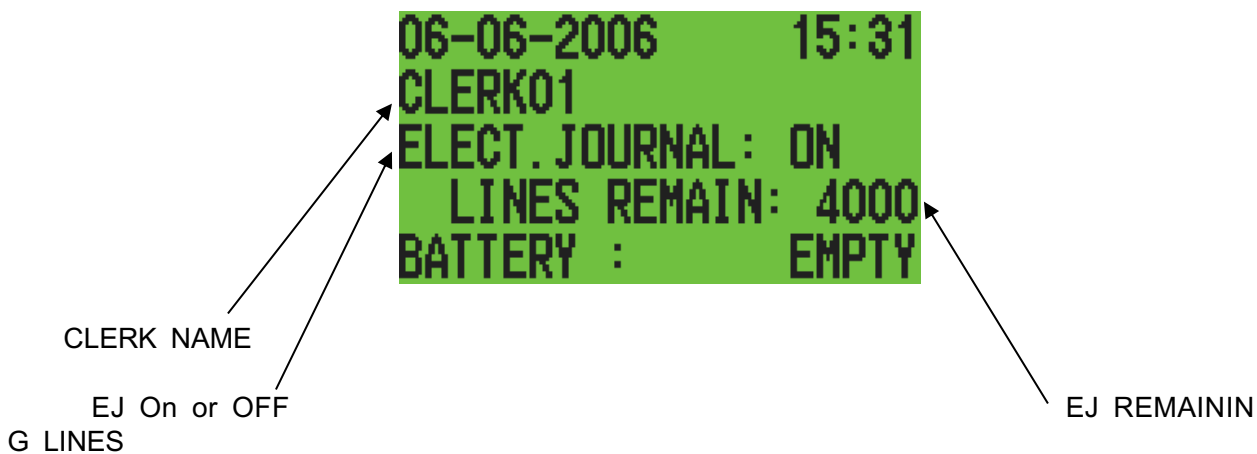 06-06-2006 15:31
CLERK01
ELECT.JOURNAL: ON
LINES REMAIN: 4000
BATTERY : EMPTY
CLERK NAME
EJ On or OFF EJ REMAININ
G LINES